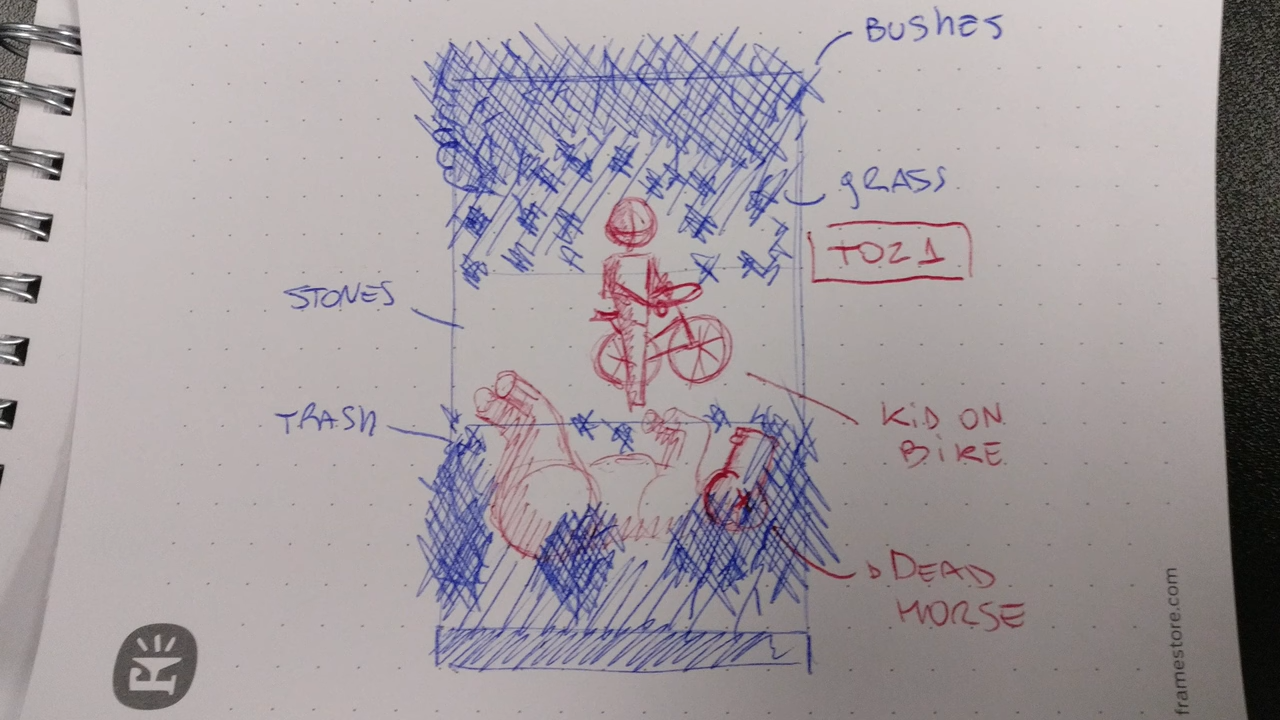 BUSHES
gRASS
TOZ1
STONES
TRASH
KiD ON
BiKE
DEAD
HORSE
framestore.com